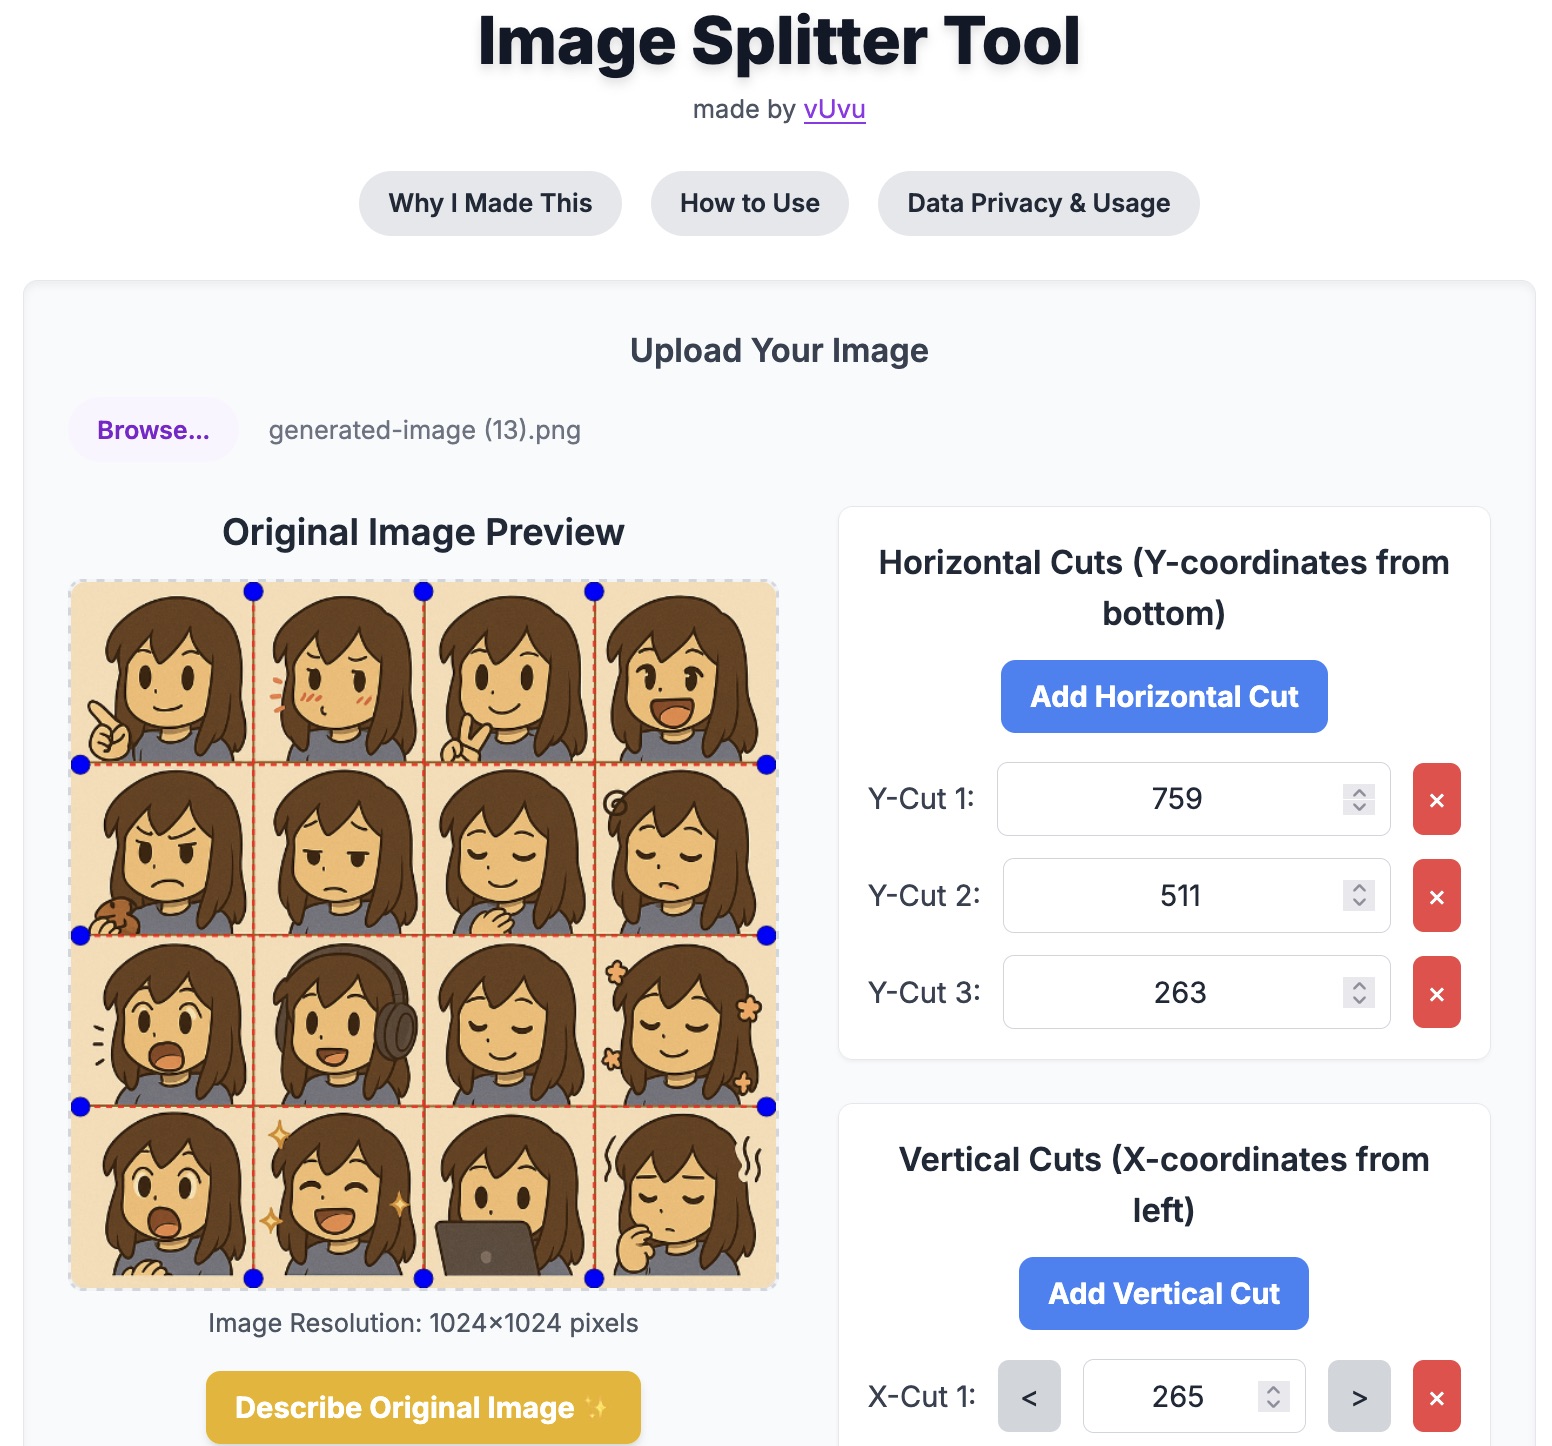 Image Splitter Tool
made by vUvu
Why I Made This
How to Use
Data Privacy & Usage
Upload Your Image
Browse...
generated-image (13).png
Original Image Preview
Image Resolution: 1024×1024 pixels
Describe Original Image ✨
Horizontal Cuts (Y-coordinates from
bottom)
Add Horizontal Cut
Y-Cut 1: 759 ×
Y-Cut 2: 511 ×
Y-Cut 3: 263 ×
Vertical Cuts (X-coordinates from
left)
Add Vertical Cut
X-Cut 1: < 265 > ×